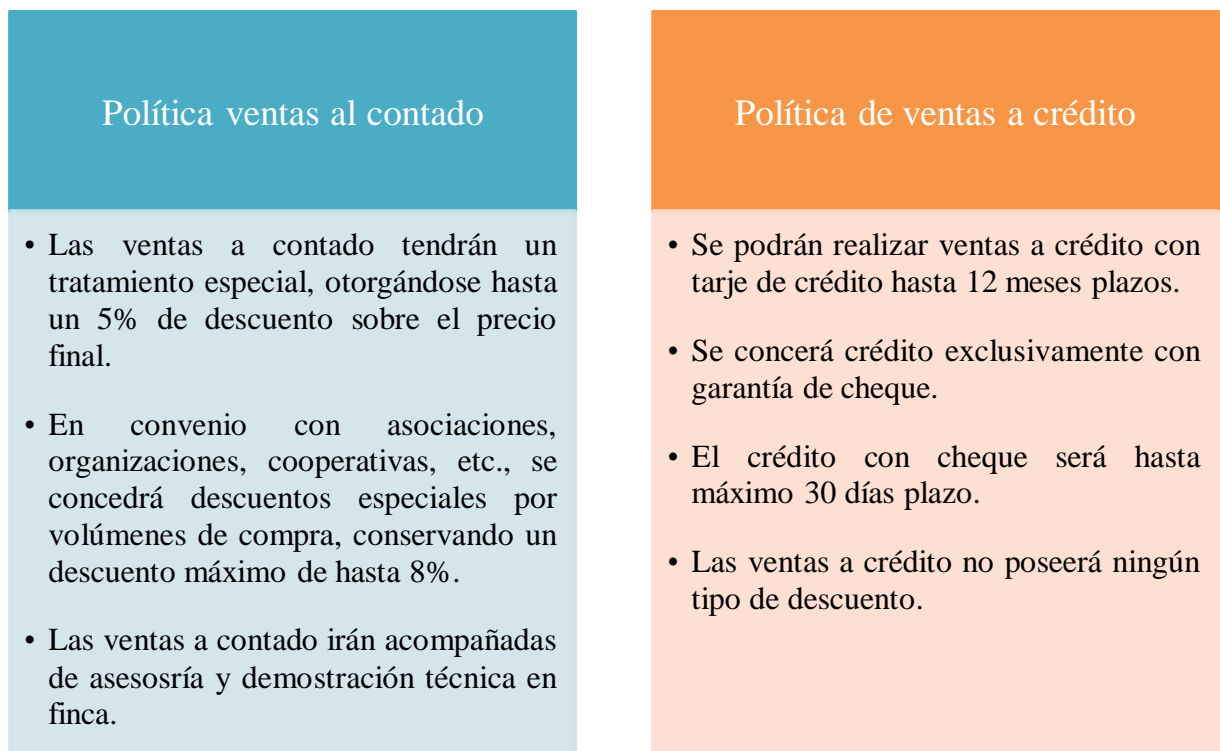 Política ventas al contado
• Las ventas a contado tendrán un
tratamiento especial, otorgándose hasta
un 5% de descuento sobre el precio
final.
• En convenio con asociaciones,
organizaciones, cooperativas, etc., se
concedrá descuentos especiales por
volúmenes de compra, conservando un
descuento máximo de hasta 8%.
• Las ventas a contado irán acompañadas
de asesosría y demostración técnica en
finca.
Política de ventas a crédito
• Se podrán realizar ventas a crédito con
tarje de crédito hasta 12 meses plazos.
• Se concerá crédito exclusivamente con
garantía de cheque.
• El crédito con cheque será hasta
máximo 30 días plazo.
• Las ventas a crédito no poseerá ningún
tipo de descuento.